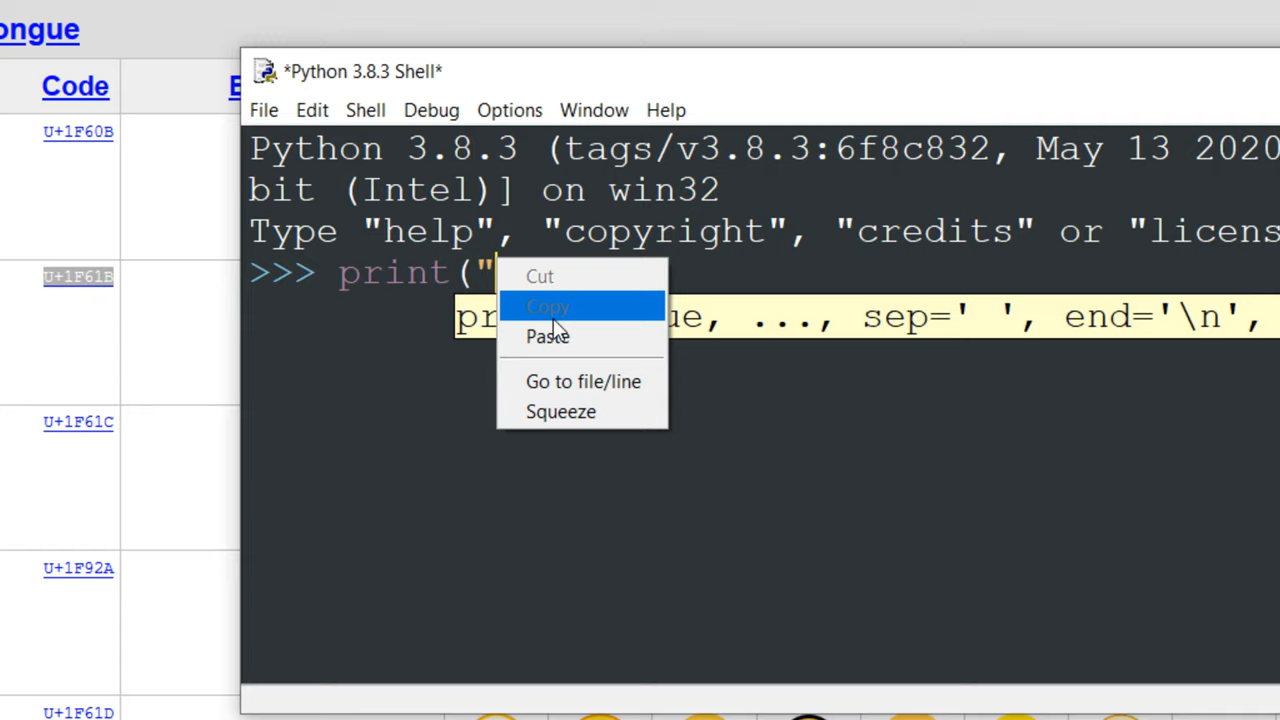 ongue
Code
U+1F60B
U+1F61B
U+1F61C
U+1F92A
U+1F61D
*Python 3.8.3 Shell*
File Edit Shell Debug Options Window Help
Python 3.8.3 (tags/v3.8.3:6f8c832, May 13 2020
bit (Intel)] on win32
Type "help", "copyright", "credits" or "licens
>>> print("
ue, ..., sep=' ', end='\n',
Cut
Copy
Paste
Go to file/line
Squeeze